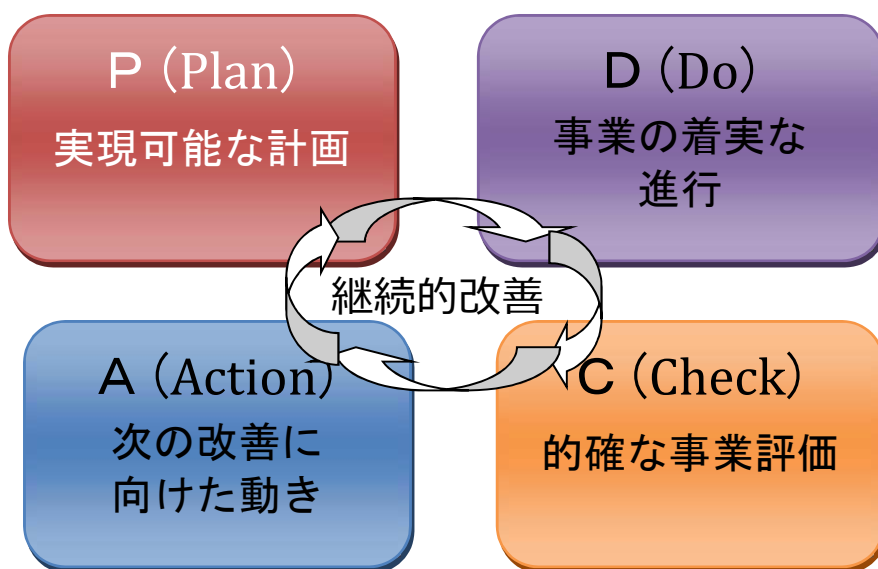 P (Plan)
実現可能な計画
D (Do)
事業の着実な
進行
継続的改善
A (Action)
次の改善に
向けた動き
C (Check)
的確な事業評価